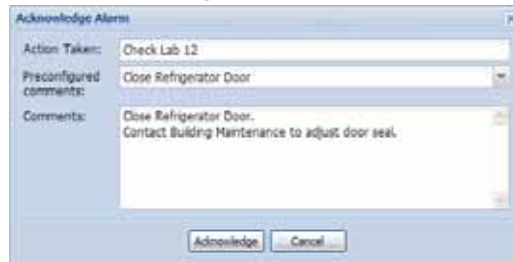 Acknowledge Alarm
Action Taken: Check Lab 12
Preconfigured comments: Close Refrigerator Door
Comments: Close Refrigerator Door.
Contact Building Maintenance to adjust door seal.
Acknowledge Cancel